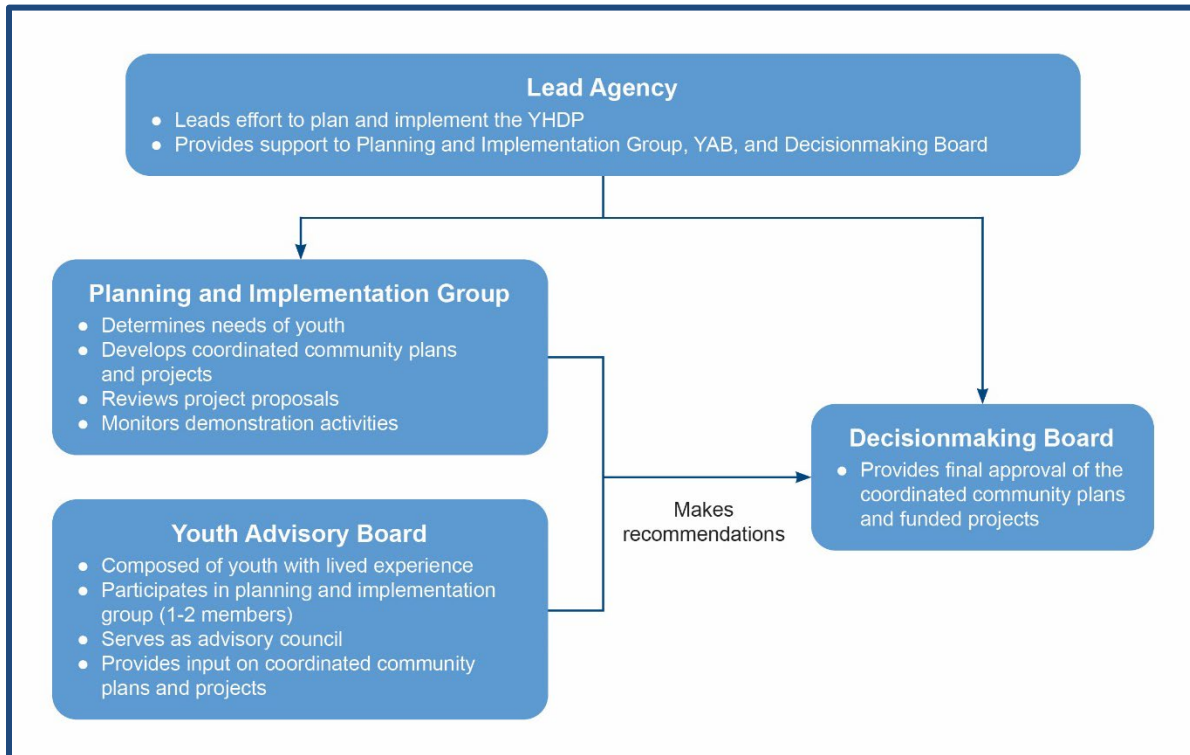 Lead Agency
● Leads effort to plan and implement the YHDP
● Provides support to Planning and Implementation Group, YAB, and Decisionmaking Board
Planning and Implementation Group
● Determines needs of youth
● Develops coordinated community plans
and projects
● Reviews project proposals
● Monitors demonstration activities
Youth Advisory Board
● Composed of youth with lived experience
● Participates in planning and implementation
group (1-2 members)
● Serves as advisory council
● Provides input on coordinated community
plans and projects
Makes
recommendations
Decisionmaking Board
● Provides final approval of the
coordinated community plans
and funded projects